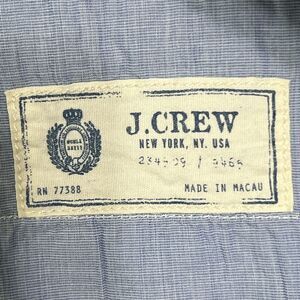 J.CREW
NEW YORK, NY. USA
RN 77388
MADE IN MACAU